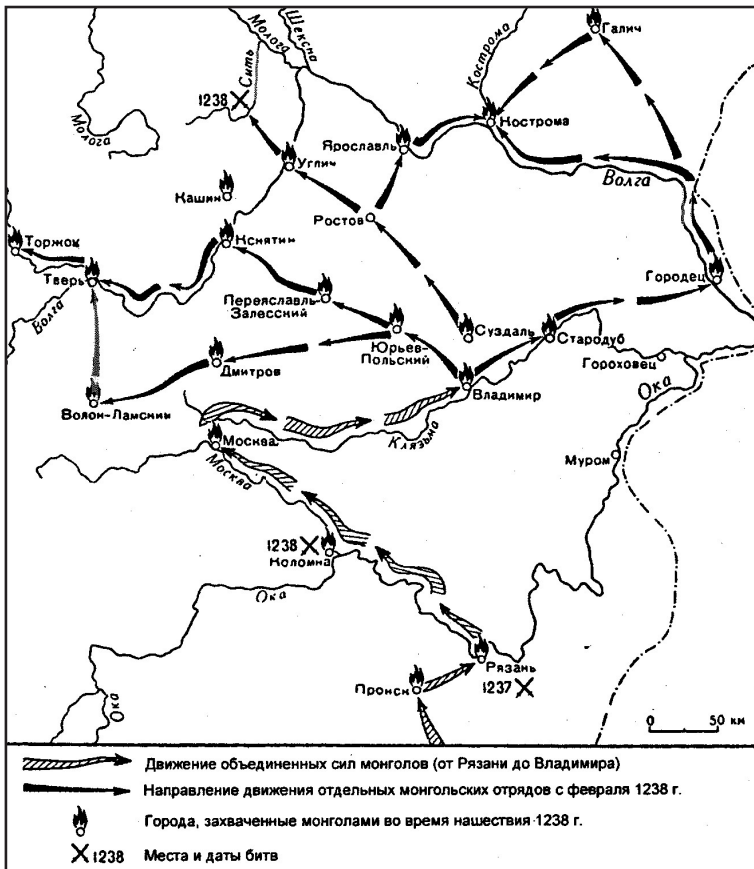 Молога
Шексна
Кострома
Галич
Сить
1238
Молога
Ярославль
Кострома
Углич
Волга
Кашин
Ростов
Торжок
Кснятин
Тверь
Городец
Волга
Переяславль-
Залесский
Суздаль
Стародуб
Юрьев-
Польский
Гороховец
Дмитров
Владимир
Ока
Волок-Ламский
Клязьма
Москва
Муром
Москва
1238
Коломна
Ока
Рязань
Пронск
1237
Ока
0 50 км
Движение объединенных сил монголов (от Рязани до Владимира)
Направление движения отдельных монгольских отрядов с февраля 1238 г.
Города, захваченные монголами во время нашествия 1238 г.
1238 Места и даты битв